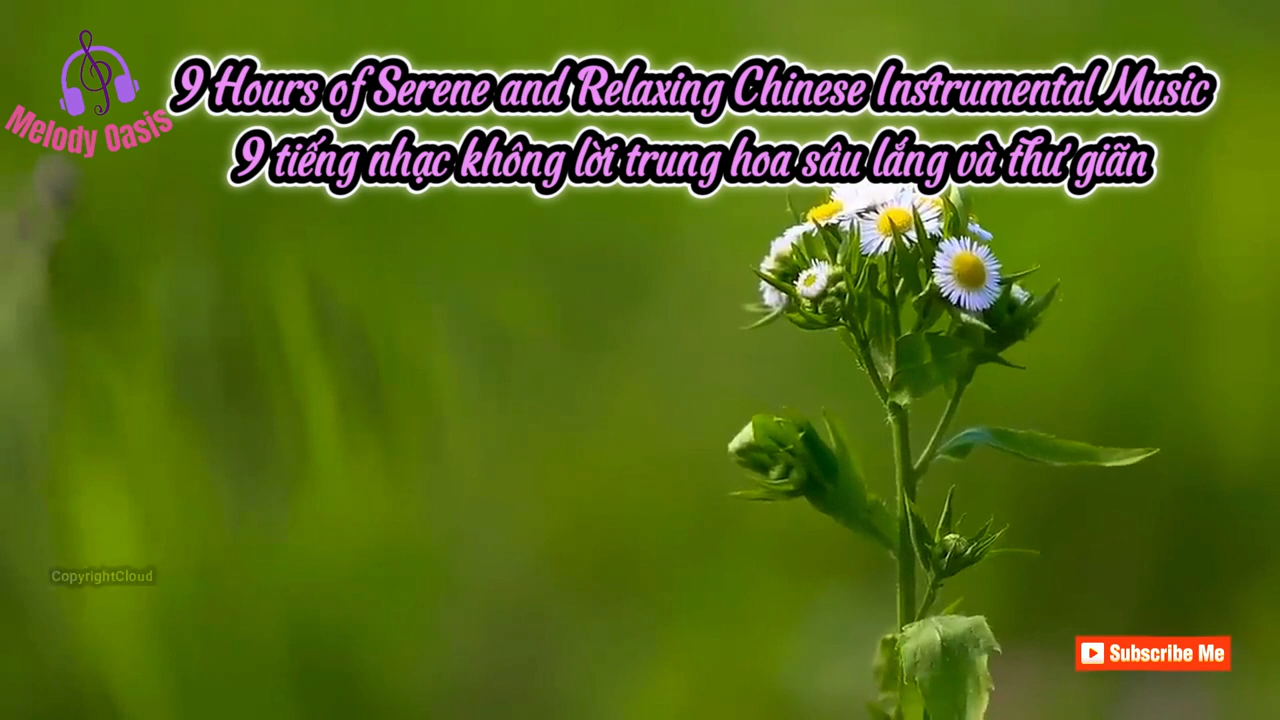 Melody Oasis
9 Hours of Serene and Relaxing Chinese Instrumental Music
9 tiếng nhạc không lời trung hoa sâu lắng và thư giãn
CopyrightCloud
Subscribe Me